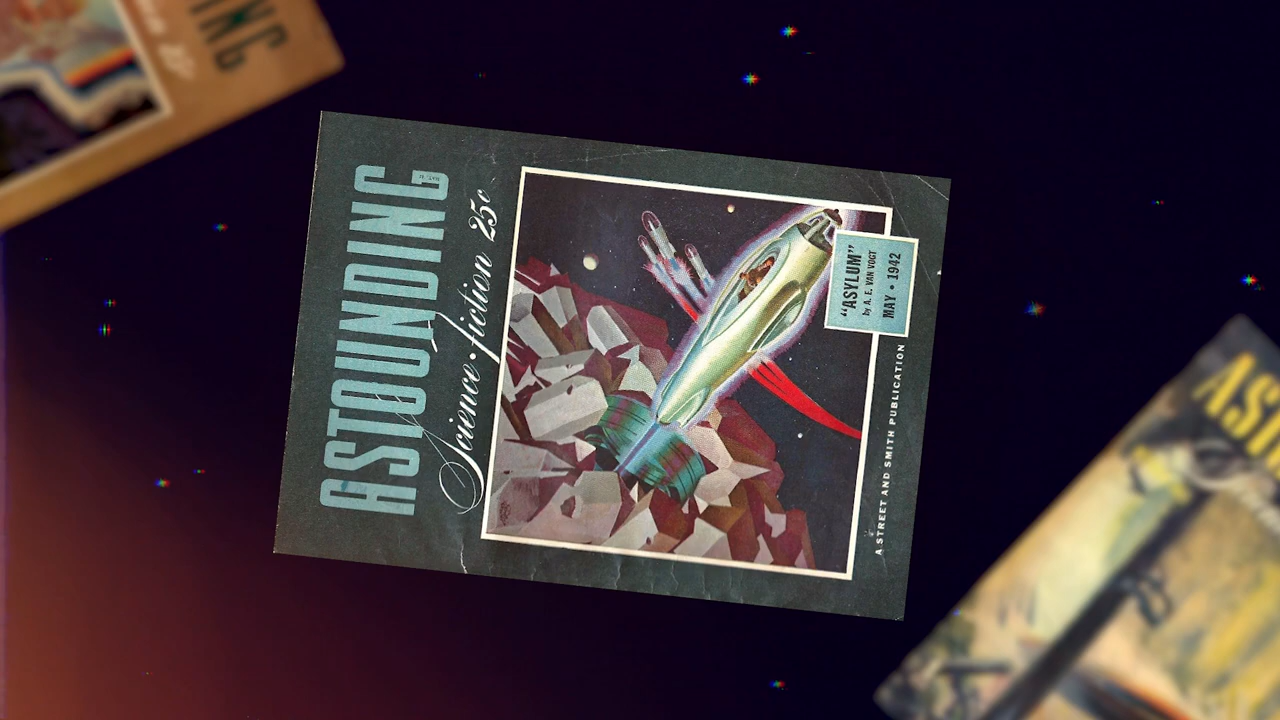 ASTOUNDING
Science-fiction 25c
"ASYLUM"
by A. E. VAN VOGT
MAY • 1942
A STREET AND SMITH PUBLICATION